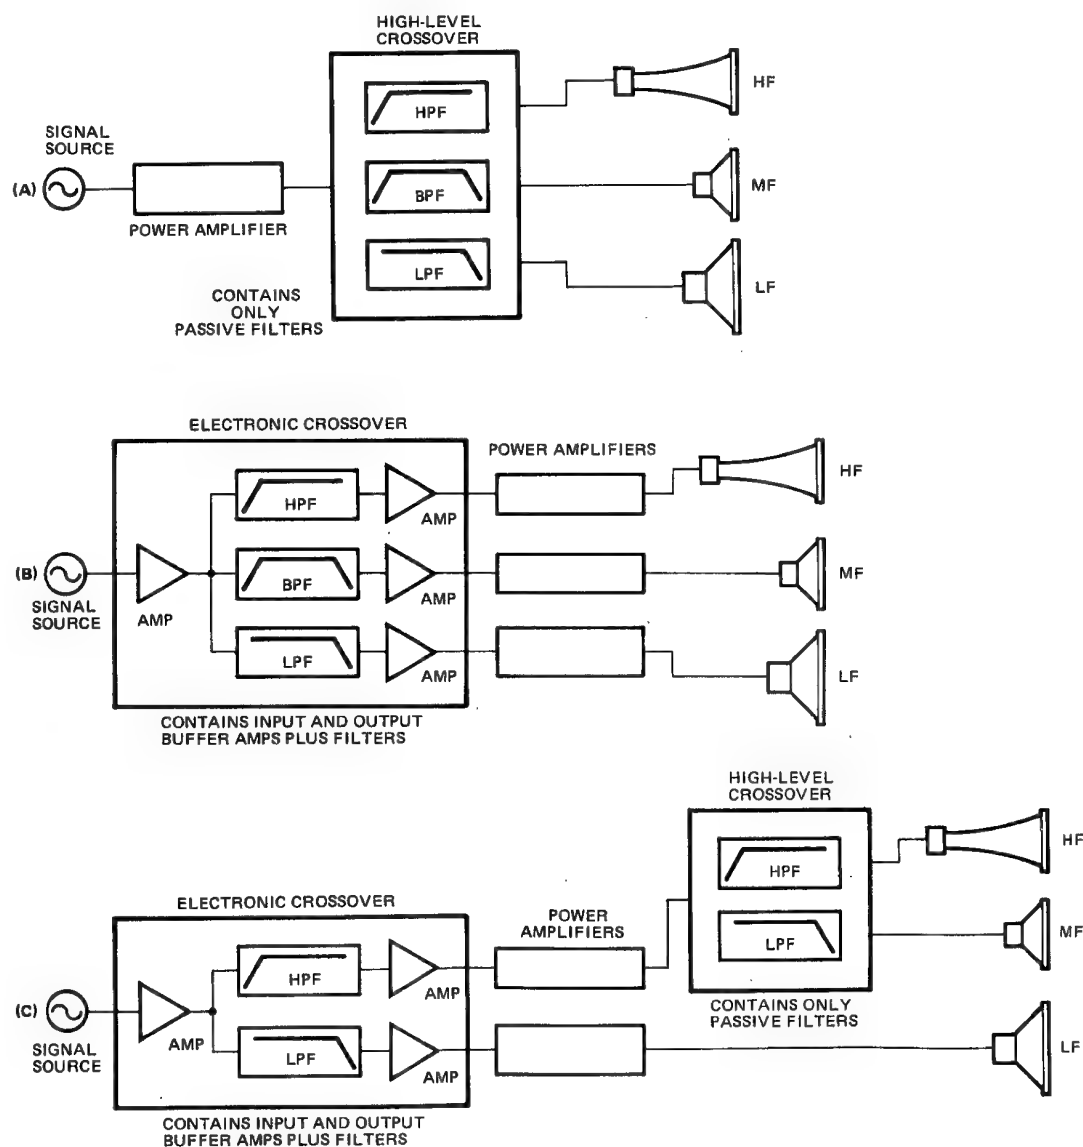 HIGH-LEVEL
CROSSOVER
HPF
HF
SIGNAL
SOURCE
(A)
POWER AMPLIFIER
BPF
MF
LPF
LF
CONTAINS
ONLY
PASSIVE FILTERS
ELECTRONIC CROSSOVER
POWER AMPLIFIERS
HPF
AMP
HF
(B)
SIGNAL
SOURCE
AMP
BPF
AMP
MF
LPF
AMP
LF
CONTAINS INPUT AND OUTPUT
BUFFER AMPS PLUS FILTERS
HIGH-LEVEL
CROSSOVER
HPF
HF
LPF
MF
CONTAINS ONLY
PASSIVE FILTERS
ELECTRONIC CROSSOVER
POWER
AMPLIFIERS
HPF
AMP
(C)
SIGNAL
SOURCE
AMP
LPF
AMP
LF
CONTAINS INPUT AND OUTPUT
BUFFER AMPS PLUS FILTERS